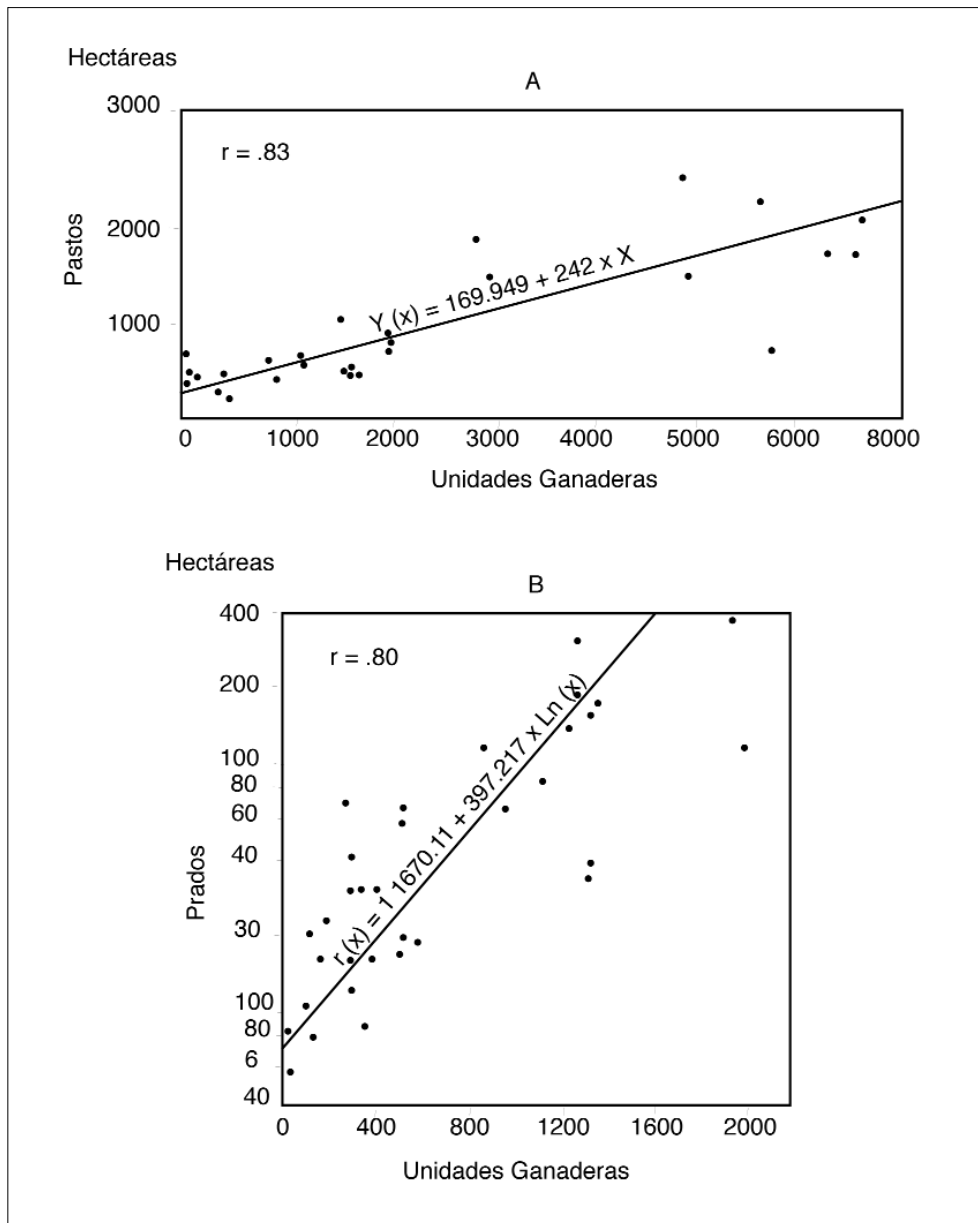 Hectáreas
A
3000
r = .83
2000
Pastos
Y (x) = 169.949 + 242 x X
1000
0 1000 2000 3000 4000 5000 6000 8000
Unidades Ganaderas
Hectáreas
B
400
r = .80
200
100
80
60
40
Prados
r (x) = 1 1670.11 + 397.217 x Ln (x)
30
100
80
6
40
0 400 800 1200 1600 2000
Unidades Ganaderas